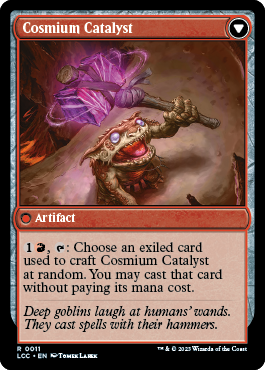 Cosmium Catalyst
Artifact
1R, T: Choose an exiled card
used to craft Cosmium Catalyst
at random. You may cast that card
without paying its mana cost.
Deep goblins laugh at humans' wands.
They cast spells with their hammers.
R 0011
LCC • EN Tomek Larek
™ & © 2023 Wizards of the Coast